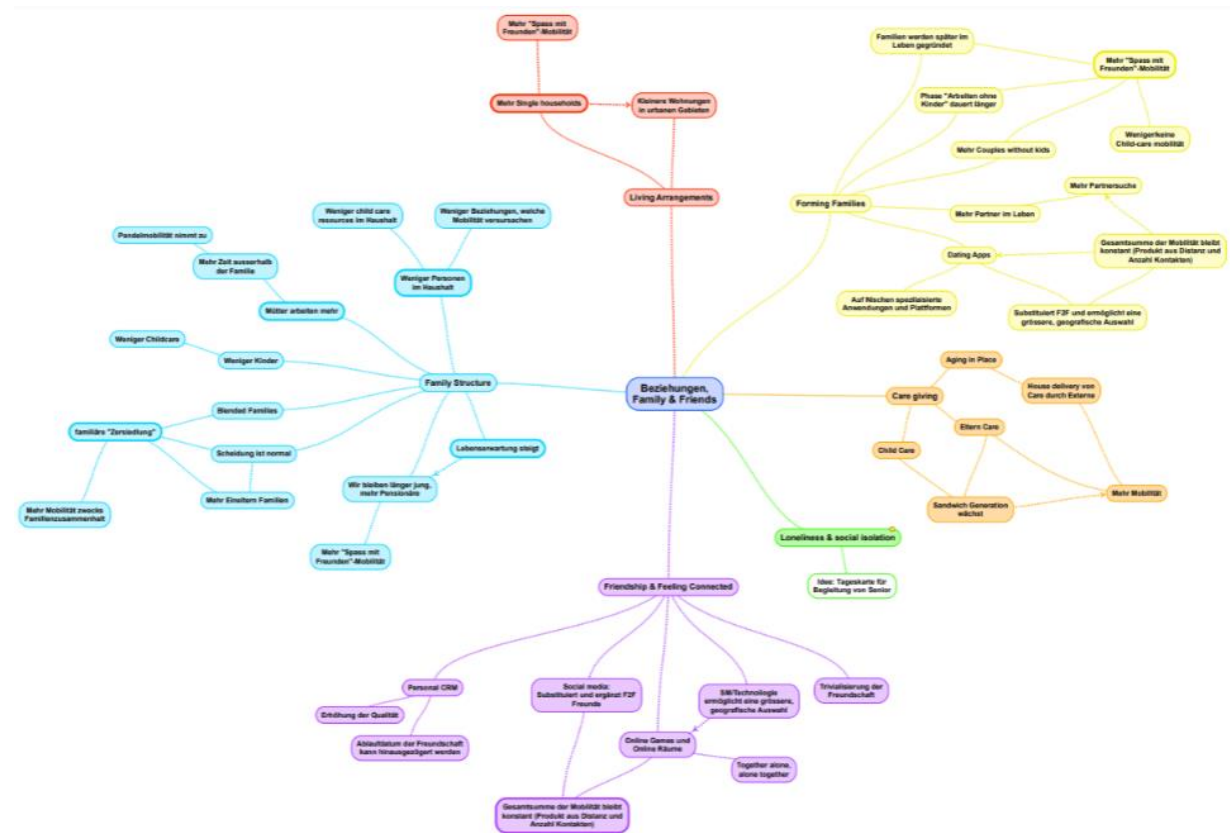 Mehr "Spass mit
Freunden"-Mobilität
Mehr Single households
Kleinere Wohnungen
in urbanen Gebieten
Living Arrangements
Familien werden später im
Leben gegründet
Mehr "Spass mit
Freunden"-Mobilität
Phase "Arbeiten ohne
Kinder" dauert länger
Weniger/keine
Child-care mobilität
Mehr Couples without kids
Mehr Partnersuche
Forming Families
Mehr Partner im Leben
Dating Apps
Gesamtsumme der Mobilität bleibt
konstant (Produkt aus Distanz und
Anzahl Kontakten)
Auf Nischen spezialisierte
Anwendungen und Plattformen
Substituiert F2F und ermöglicht eine
grössere, geografische Auswahl
Weniger child care
resources im Haushalt
Weniger Beziehungen, welche
Mobilität verursachen
Pendelmobilität nimmt zu
Mehr Zeit ausserhalb
der Familie
Weniger Personen
im Haushalt
Mütter arbeiten mehr
Weniger Childcare
Weniger Kinder
Family Structure
Blended Families
familiäre "Zersiedlung"
Scheidung ist normal
Lebenserwartung steigt
Mehr Eineltern Familien
Wir bleiben länger jung,
mehr Pensionäre
Mehr Mobilität zwecks
Familienzusammenhalt
Mehr "Spass mit
Freunden"-Mobilität
Beziehungen,
Family & Friends
Aging in Place
Care giving
House delivery von
Care durch Externe
Eltern Care
Child Care
Mehr Mobilität
Sandwich Generation
wächst
Loneliness & social isolation
Idee: Tageskarte für
Begleitung von Senior
Friendship & Feeling Connected
Personal CRM
Erhöhung der Qualität
Ablaufdatum der Freundschaft
kann hinausgezögert werden
Social media:
Substituiert und ergänzt F2F
Freunde
SM/Technologie
ermöglicht eine grössere,
geografische Auswahl
Trivialisierung der
Freundschaft
Online Games und
Online Räume
Together alone,
alone together
Gesamtsumme der Mobilität bleibt
konstant (Produkt aus Distanz und
Anzahl Kontakten)